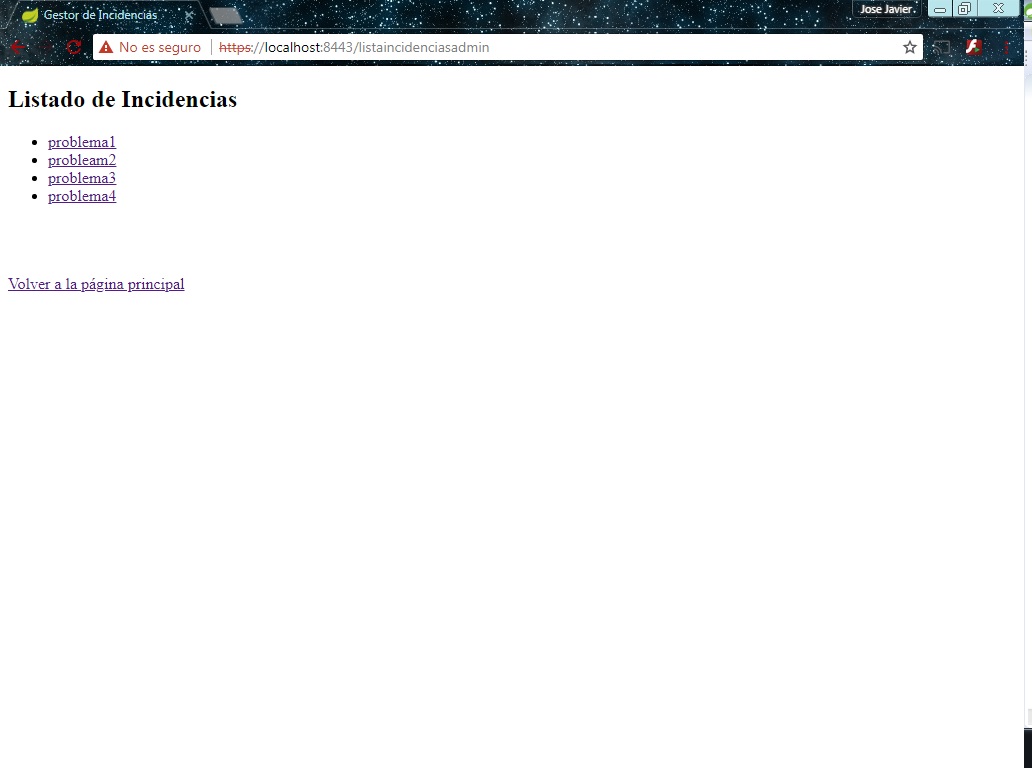 Gestor de Incidencias
Jose Javier.
No es seguro | https://localhost:8443/listaincidenciasadmin
Listado de Incidencias
problema1
probleam2
problema3
problema4
Volver a la página principal